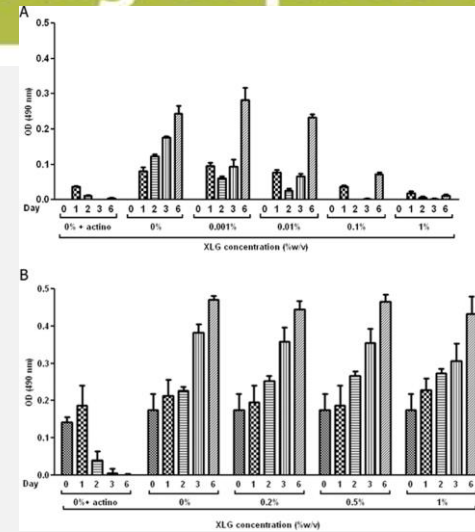 A
0.5
0.4
0.3
0.2
0.1
0.0
OD (490 nm)
Day 0 1 2 3 6 0 1 2 3 6 0 1 2 3 6 0 1 2 3 6 0 1 2 3 6 0 1 2 3 6
0% + actino 0% 0.001% 0.01% 0.1% 1%
XLG concentration (%w/v)
B
0.5
0.4
0.3
0.2
0.1
0.0
OD (490 nm)
Day 0 1 2 3 6 0 1 2 3 6 0 1 2 3 6 0 1 2 3 6 0 1 2 3 6
0%+ actino 0% 0.2% 0.5% 1%
XLG concentration (%w/v)